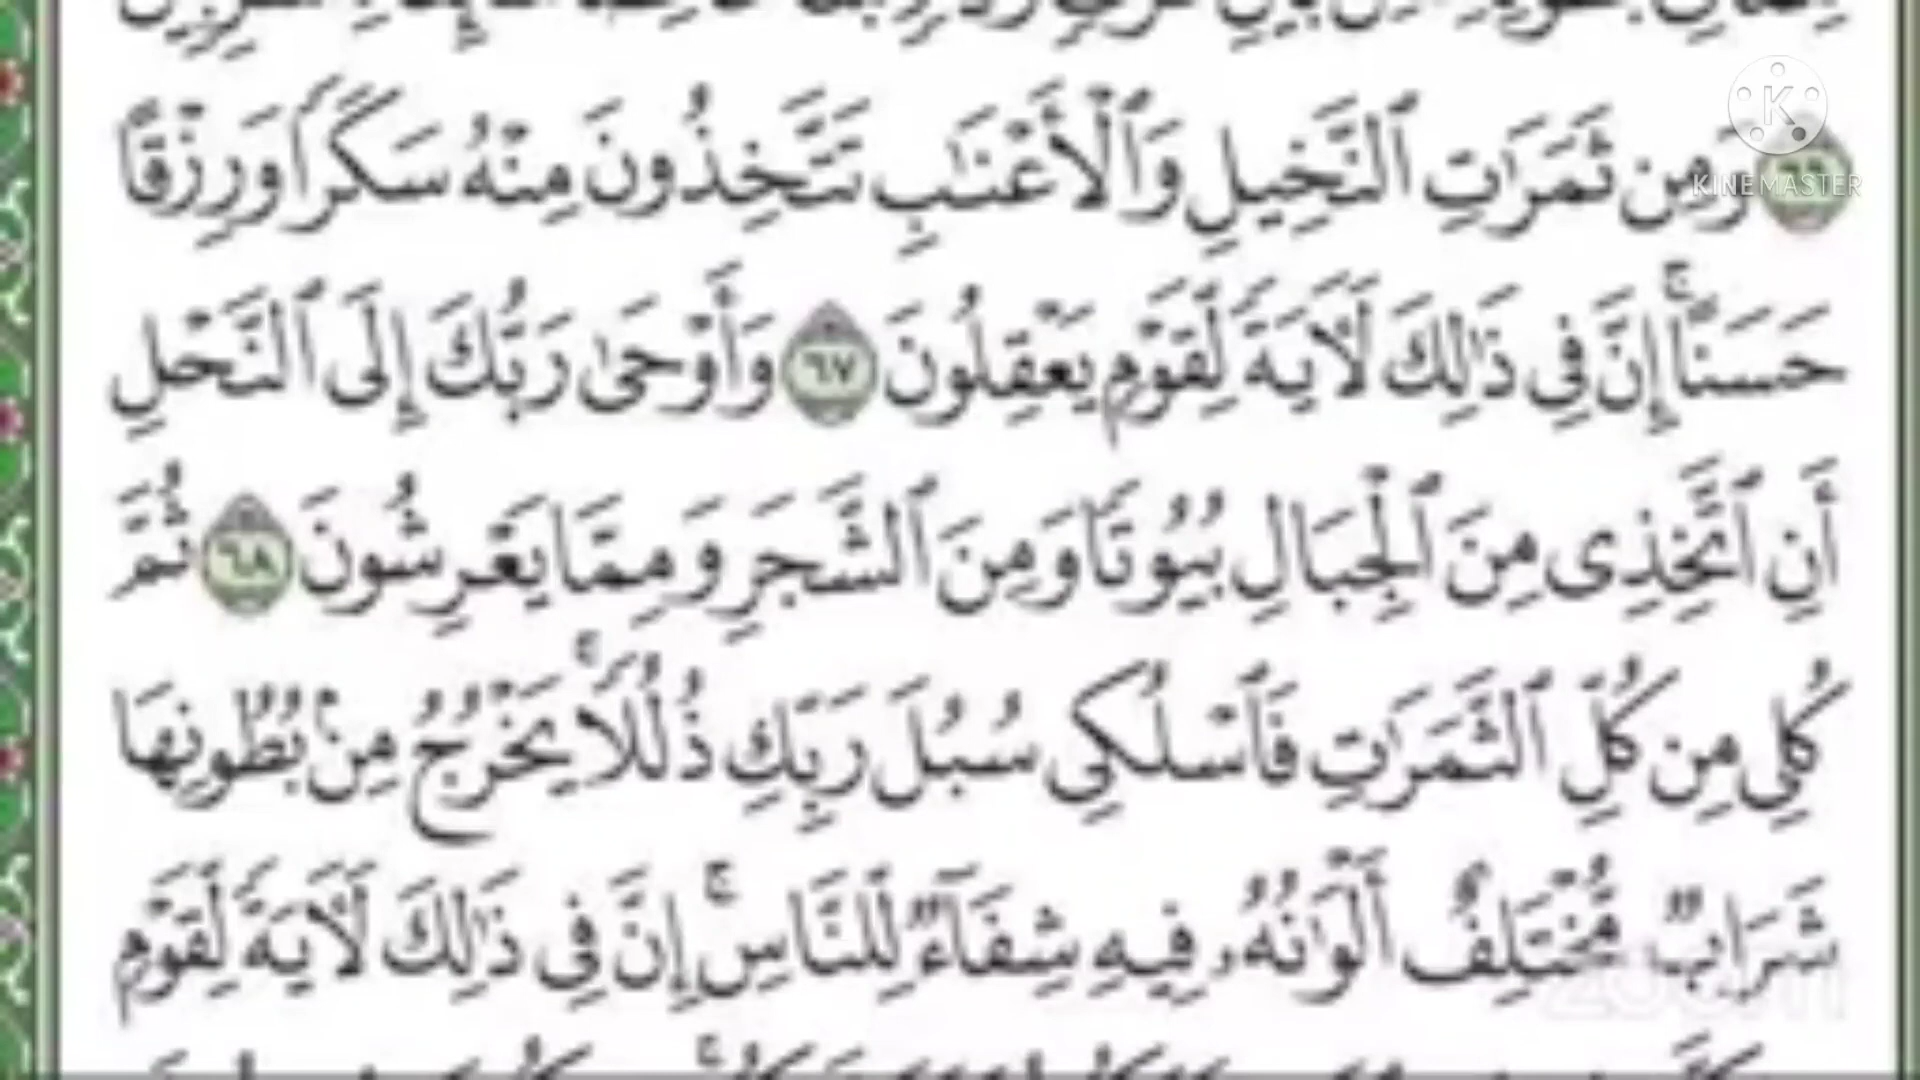 KINEMASTER
وَمِن ثَمَرَٰتِ ٱلنَّخِيلِ وَٱلْأَعْنَٰبِ تَتَّخِذُونَ مِنْهُ سَكَرًا وَرِزْقًا
حَسَنًا ۚ إِنَّ فِى ذَٰلِكَ لَءَايَةً لِّقَوْمٍ يَعْقِلُونَ ٦٧ وَأَوْحَىٰ رَبُّكَ إِلَى ٱلنَّحْلِ
أَنِ ٱتَّخِذِى مِنَ ٱلْجِبَالِ بُيُوتًا وَمِنَ ٱلشَّجَرِ وَمِمَّا يَعْرِشُونَ ٦٨ ثُمَّ
كُلِى مِن كُلِّ ٱلثَّمَرَٰتِ فَٱسْلُكِى سُبُلَ رَبِّكِ ذُلُلًا ۚ يَخْرُجُ مِنۢ بُطُونِهَا
شَرَابٌ مُّخْتَلِفٌ أَلْوَٰنُهُۥ فِيهِ شِفَآءٌ لِّلنَّاسِ ۗ إِنَّ فِى ذَٰلِكَ لَءَايَةً لِّقَوْمٍ
zoom